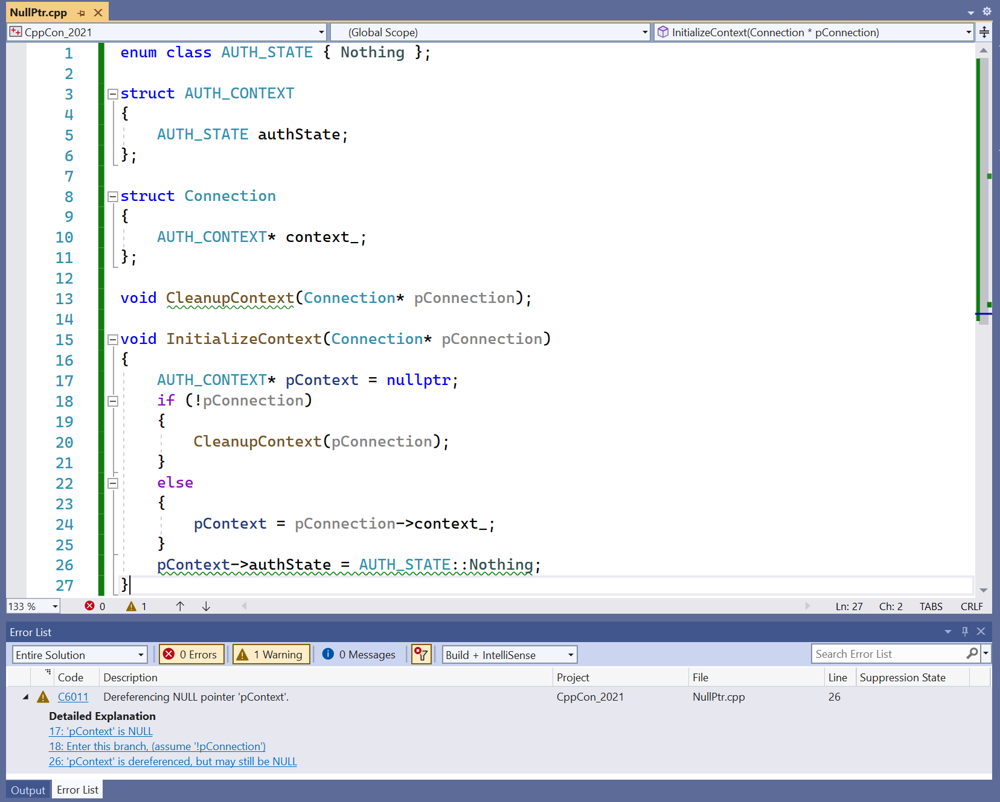 NullPtr.cpp
CppCon_2021 (Global Scope) InitializeContext(Connection * pConnection)
1 enum class AUTH_STATE { Nothing };
2
3 struct AUTH_CONTEXT
4 {
5 AUTH_STATE authState;
6 };
7
8 struct Connection
9 {
10 AUTH_CONTEXT* context_;
11 };
12
13 void CleanupContext(Connection* pConnection);
14
15 void InitializeContext(Connection* pConnection)
16 {
17 AUTH_CONTEXT* pContext = nullptr;
18 if (!pConnection)
19 {
20 CleanupContext(pConnection);
21 }
22 else
23 {
24 pContext = pConnection->context_;
25 }
26 pContext->authState = AUTH_STATE::Nothing;
27 }
133 % 0 1 Ln: 27 Ch: 2 TABS CRLF
Error List
Entire Solution 0 Errors 1 Warning 0 Messages Build + IntelliSense Search Error List
Code Description Project File Line Suppression State
C6011 Dereferencing NULL pointer 'pContext'. CppCon_2021 NullPtr.cpp 26
Detailed Explanation
17: 'pContext' is NULL
18: Enter this branch, (assume '!pConnection')
26: 'pContext' is dereferenced, but may still be NULL
Output Error List